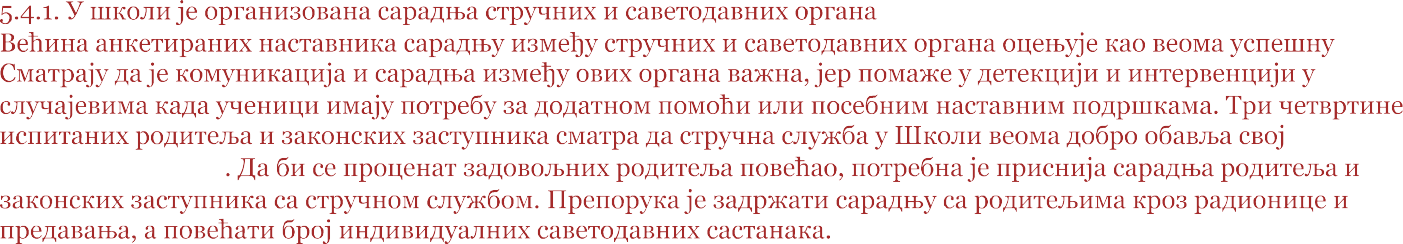 5.4.1. У школи је организована сарадња стручних и саветодавних органа
Већина анкетираних наставника сарадњу између стручних и саветодавних органа оцењује као веома успешну
Сматрају да је комуникација и сарадња између ових органа важна, јер помаже у детекцији и интервенцији у
случајевима када ученици имају потребу за додатном помоћи или посебним наставним подршкама. Три четвртине
испитаних родитеља и законских заступника сматра да стручна служба у Школи веома добро обавља свој
. Да би се проценат задовољних родитеља повећао, потребна је приснија сарадња родитеља и
законских заступника са стручном службом. Препорука је задржати сарадњу са родитељима кроз радионице и
предавања, а повећати број индивидуалних саветодавних састанака.